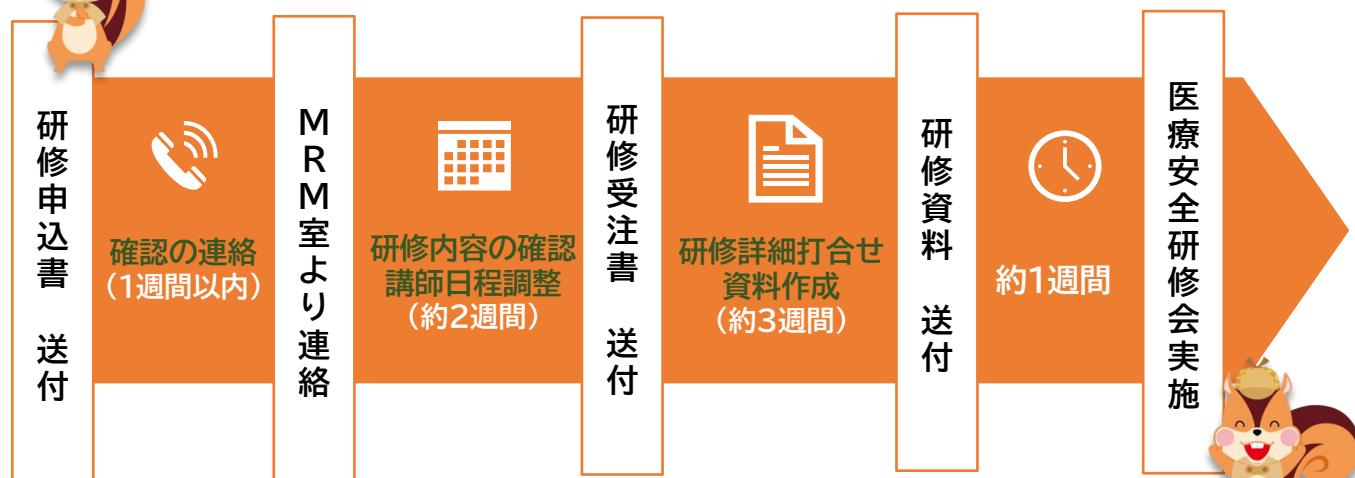 研修申込書 送付
確認の連絡
(1週間以内)
MRM室より連絡
研修内容の確認
講師日程調整
(約2週間)
研修受注書 送付
研修詳細打合せ
資料作成
(約3週間)
研修資料 送付
約1週間
医療安全研修会実施